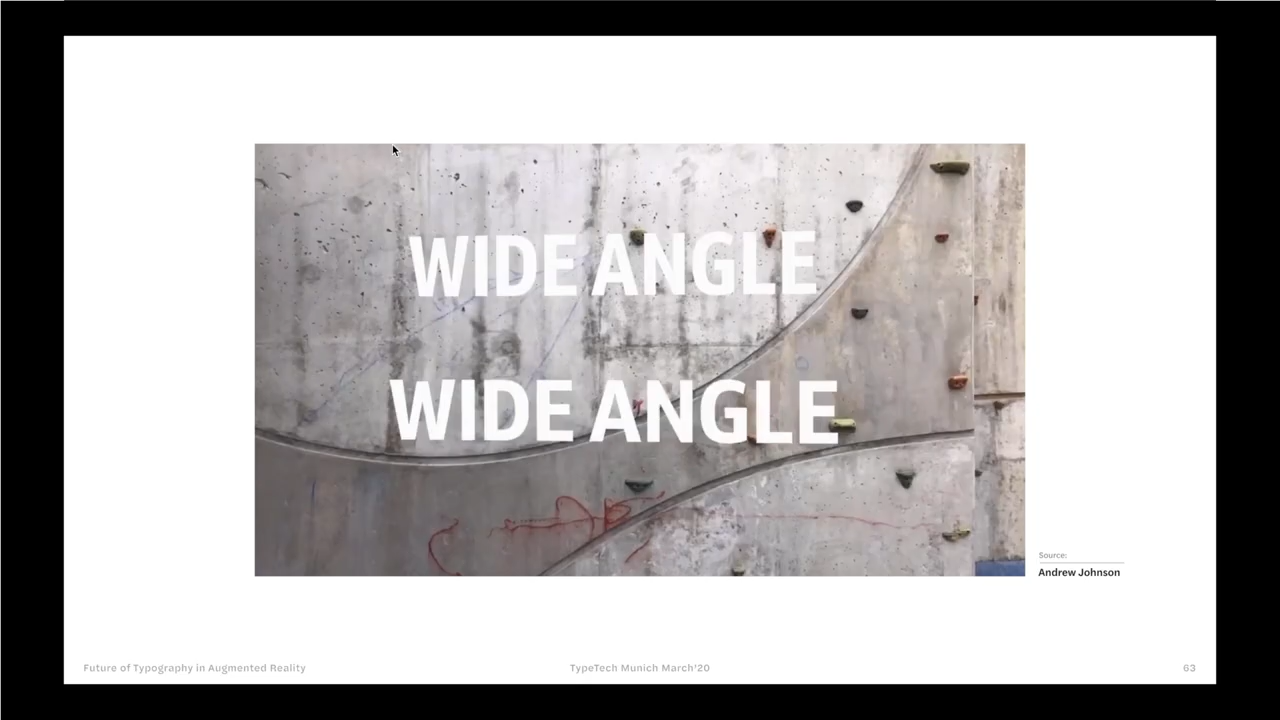 WIDE ANGLE
WIDE ANGLE
Source:
Andrew Johnson
Future of Typography in Augmented Reality
TypeTech Munich March'20
63